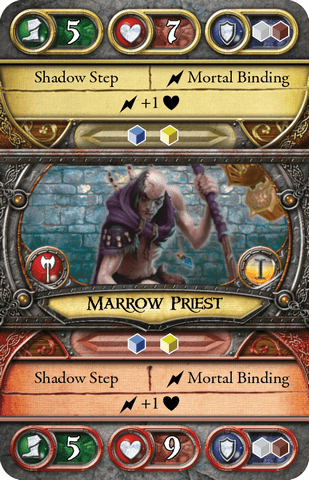 5 7
Shadow Step Mortal Binding
+1
I
MARROW PRIEST
Shadow Step Mortal Binding
+1
5 9